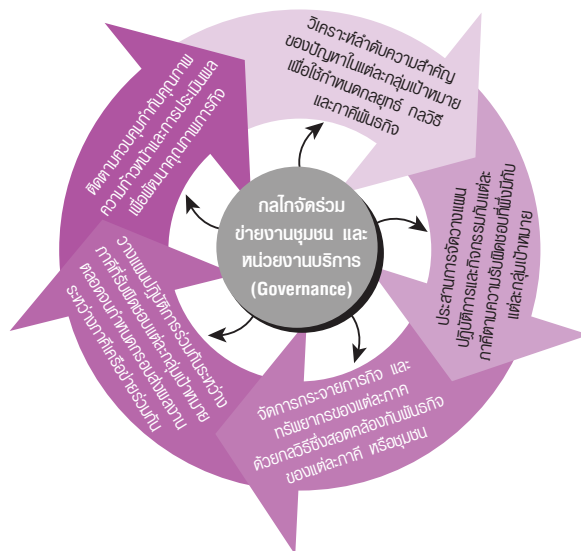 วิเคราะห์ลำดับความสำคัญ
ของปัญหาในแต่ละกลุ่มเป้าหมาย
เพื่อใช้กำหนดกลยุทธ์ กลวิธี
และภาคีพันธกิจ
ประสานการจัดวางแผน
ปฏิบัติการและกิจกรรมกับแต่ละ
ภาคีตามความรับผิดชอบที่พึงมีกับ
แต่ละกลุ่มเป้าหมาย
จัดการกระจายภารกิจ และ
ทรัพยากรของแต่ละภาค
ด้วยกลวิธีซึ่งสอดคล้องกับพันธกิจ
ของแต่ละภาคี หรือชุมชน
วางแผนปฏิบัติการร่วมกันระหว่าง
ภาคีที่รับผิดชอบแต่ละกลุ่มเป้าหมาย
ตลอดจนกำหนดกรอบส่งผลงาน
ระหว่างภาคีเครือข่ายร่วมกัน
ติดตามควบคุมกำกับคุณภาพ
ความก้าวหน้าและการประเมินผล
เพื่อพัฒนาคุณภาพภารกิจ
กลไกจัดร่วม
ข่ายงานชุมชน และ
หน่วยงานบริการ
(Governance)